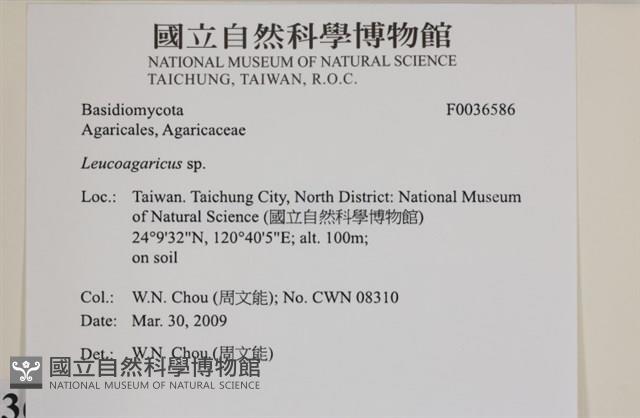 國立自然科學博物館
NATIONAL MUSEUM OF NATURAL SCIENCE
TAICHUNG, TAIWAN, R.O.C.
Basidiomycota F0036586
Agaricales, Agaricaceae
Leucoagaricus sp.
Loc.: Taiwan. Taichung City, North District: National Museum
of Natural Science (國立自然科學博物館)
24°9'32"N, 120°40'5"E; alt. 100m;
on soil
Col.: W.N. Chou (周文能); No. CWN 08310
Date: Mar. 30, 2009
Det.: W.N. Chou (周文能)
國立自然科學博物館
NATIONAL MUSEUM OF NATURAL SCIENCE